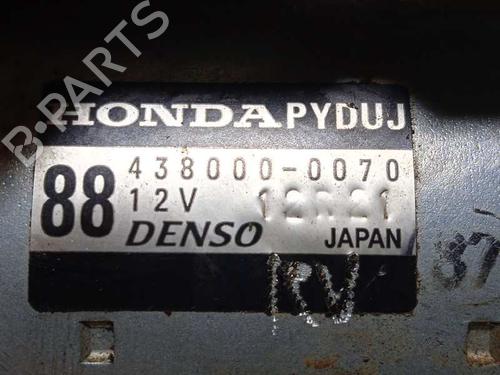 HONDA PYDUJ
88 438000-0070
12V
DENSO JAPAN
RV
B-PARTS